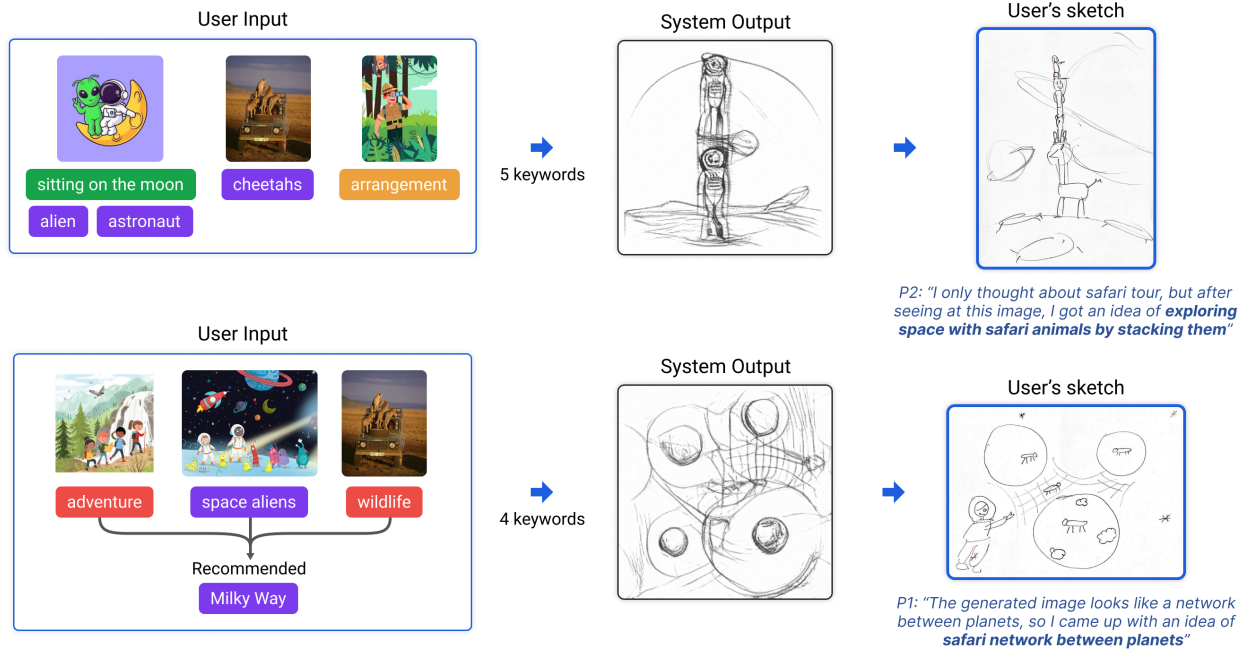 User Input
System Output
User's sketch
sitting on the moon
cheetahs
arrangement
alien
astronaut
5 keywords
P2: “I only thought about safari tour, but after
seeing at this image, I got an idea of exploring
space with safari animals by stacking them”
User Input
System Output
User's sketch
adventure
space aliens
wildlife
4 keywords
Recommended
Milky Way
P1: “The generated image looks like a network
between planets, so I came up with an idea of
safari network between planets”